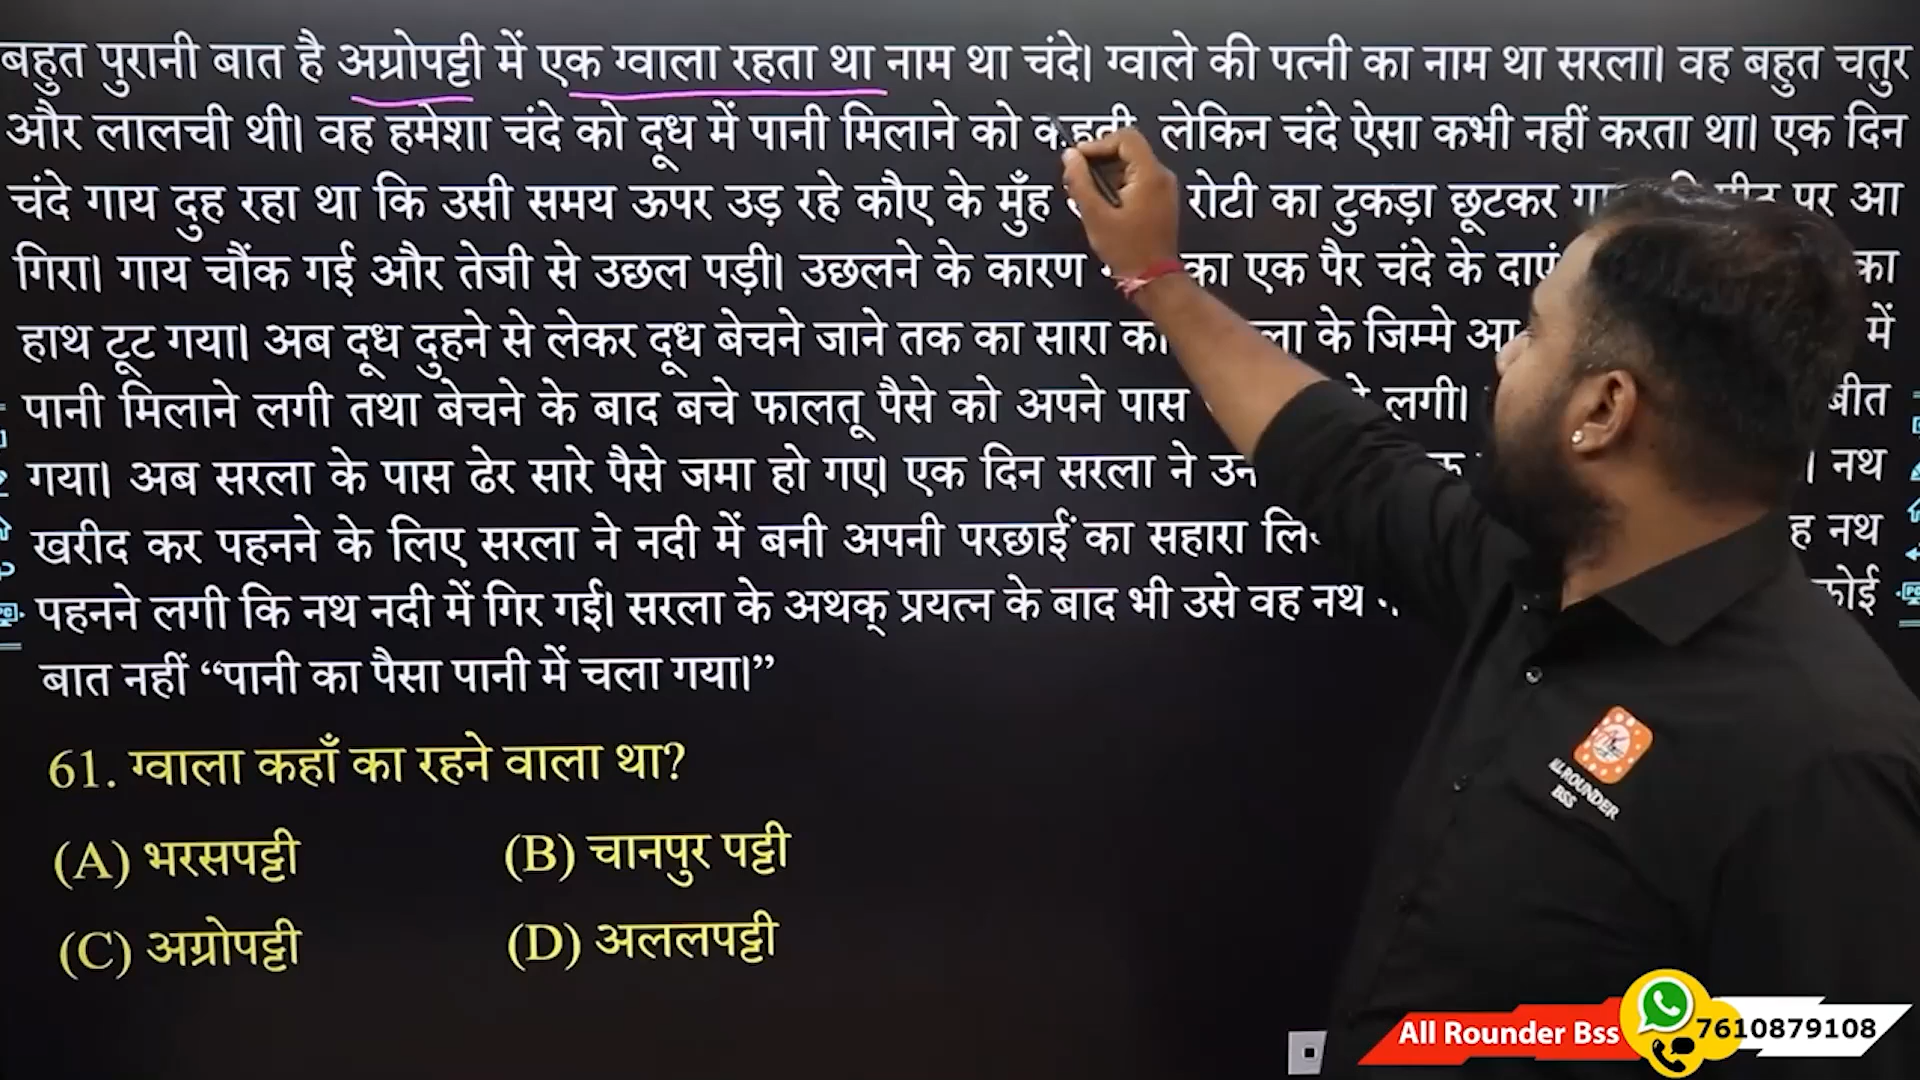 बहुत पुरानी बात है अग्रोपट्टी में एक ग्वाला रहता था नाम था चंदे। ग्वाले की पत्नी का नाम था सरला। वह बहुत चतुर
और लालची थी। वह हमेशा चंदे को दूध में पानी मिलाने को कहती लेकिन चंदे ऐसा कभी नहीं करता था। एक दिन
चंदे गाय दुह रहा था कि उसी समय ऊपर उड़ रहे कौए के मुँह रोटी का टुकड़ा छूटकर पर आ
गिरा। गाय चौंक गई और तेजी से उछल पड़ी। उछलने के कारण का एक पैर चंदे के दाएं का
हाथ टूट गया। अब दूध दुहने से लेकर दूध बेचने जाने तक का सारा के जिम्मे में
पानी मिलाने लगी तथा बेचने के बाद बचे फालतू पैसे को अपने पास लगी। बीत
गया। अब सरला के पास ढेर सारे पैसे जमा हो गए। एक दिन सरला ने नथ
खरीद कर पहनने के लिए सरला ने नदी में बनी अपनी परछाईं का सहारा नथ
पहनने लगी कि नथ नदी में गिर गई। सरला के अथक् प्रयत्न के बाद भी उसे वह नथ कोई
बात नहीं “पानी का पैसा पानी में चला गया।”
61. ग्वाला कहाँ का रहने वाला था?
(A) भरसपट्टी (B) चानपुर पट्टी
(C) अग्रोपट्टी (D) अललपट्टी
ALL ROUNDER
BSS
All Rounder Bss 7610879108